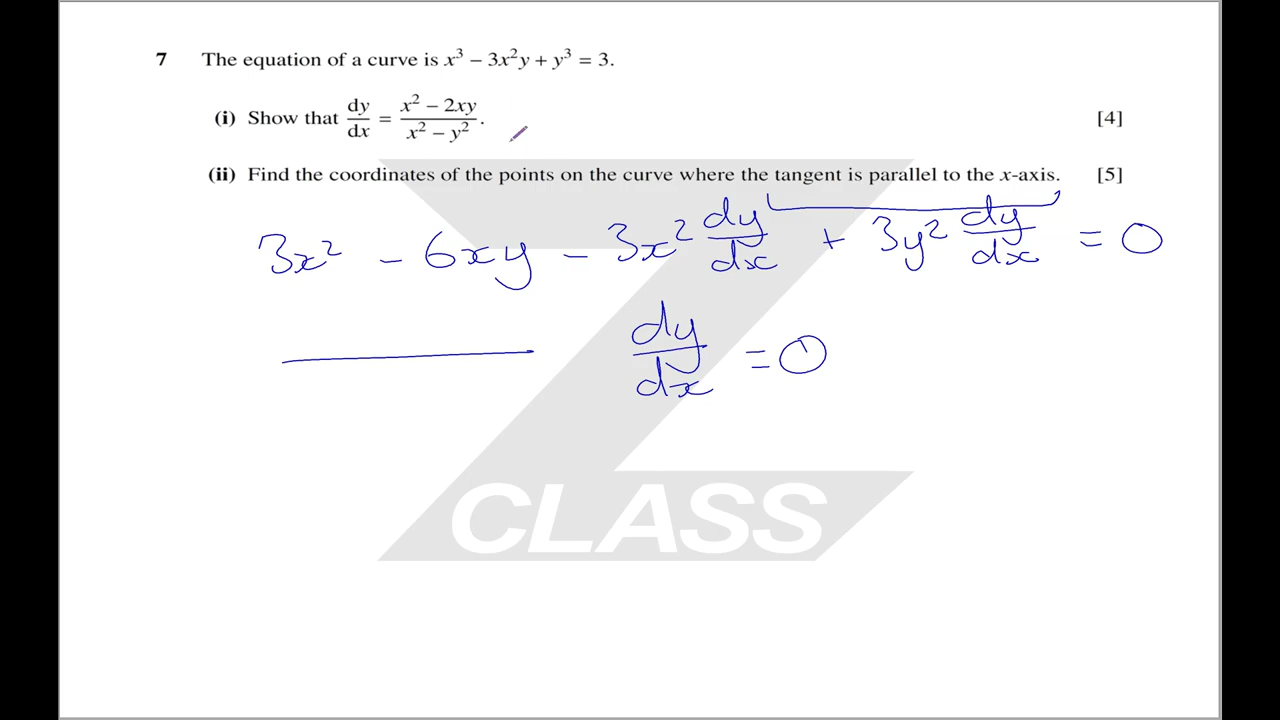 7 The equation of a curve is x³ − 3x²y + y³ = 3.
(i) Show that dy/dx = (x² − 2xy)/(x² − y²). [4]
(ii) Find the coordinates of the points on the curve where the tangent is parallel to the x-axis. [5]
3x² − 6xy − 3x² dy/dx + 3y² dy/dx = 0
dy/dx = 0
CLASS